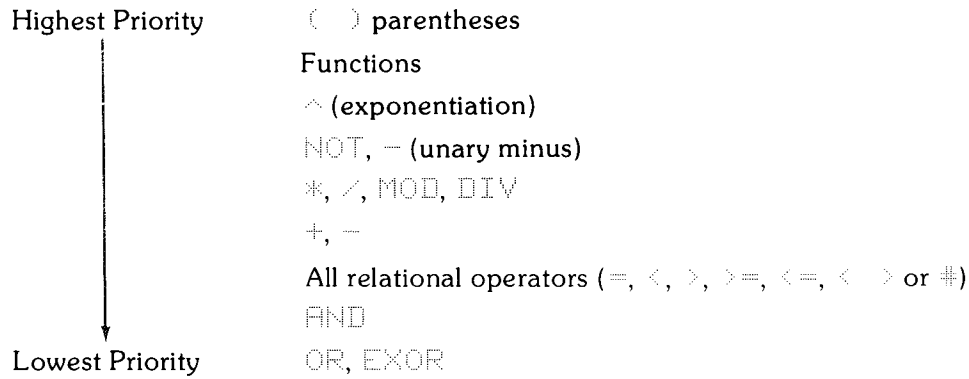 Highest Priority ( ) parentheses
Functions
^ (exponentiation)
NOT, - (unary minus)
*, /, MOD, DIV
+, -
All relational operators (=, <, >, >=, <=, < > or #)
AND
Lowest Priority OR, EXOR